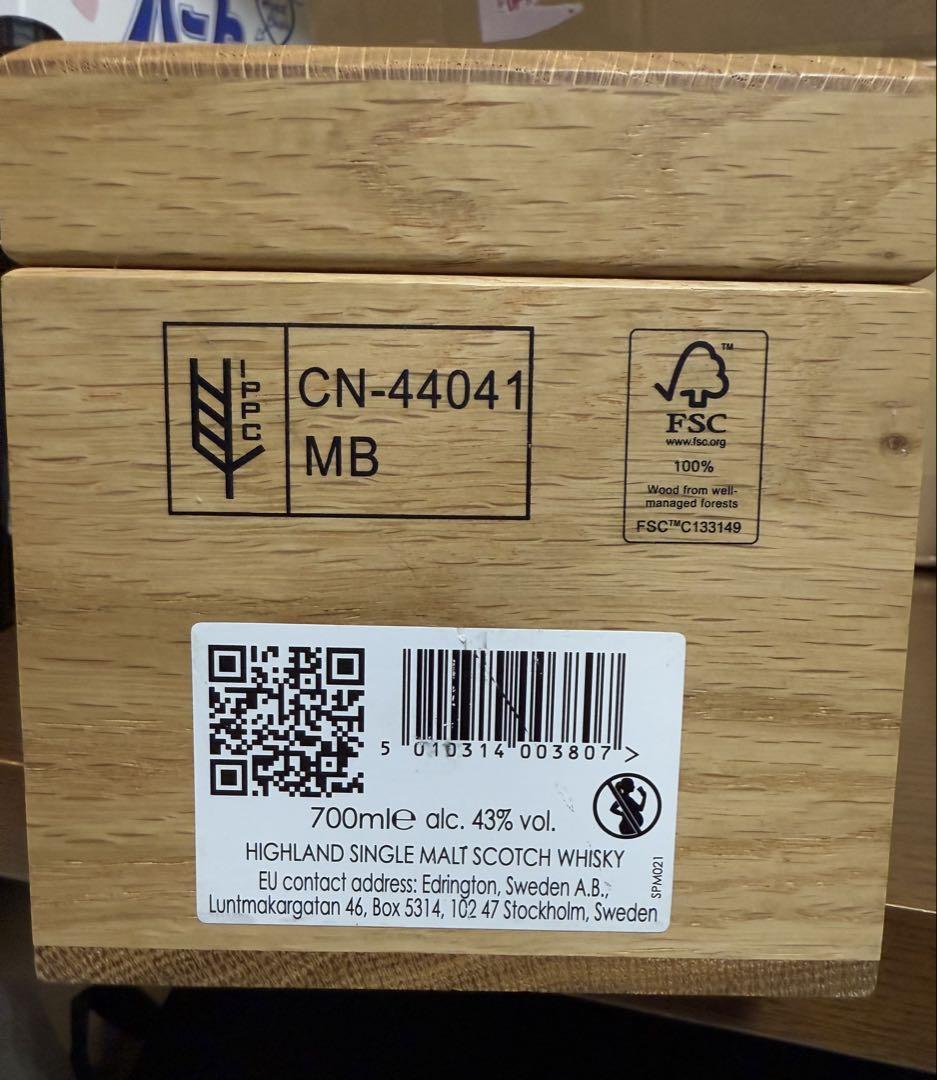 IPPC
CN-44041
MB
TM
FSC
www.fsc.org
100%
Wood from well-
managed forests
FSC™C133149
5 010314 003807 >
700ml℮ alc. 43% vol.
HIGHLAND SINGLE MALT SCOTCH WHISKY
EU contact address: Edrington, Sweden A.B.,
Luntmakargatan 46, Box 5314, 102 47 Stockholm, Sweden
SPM021